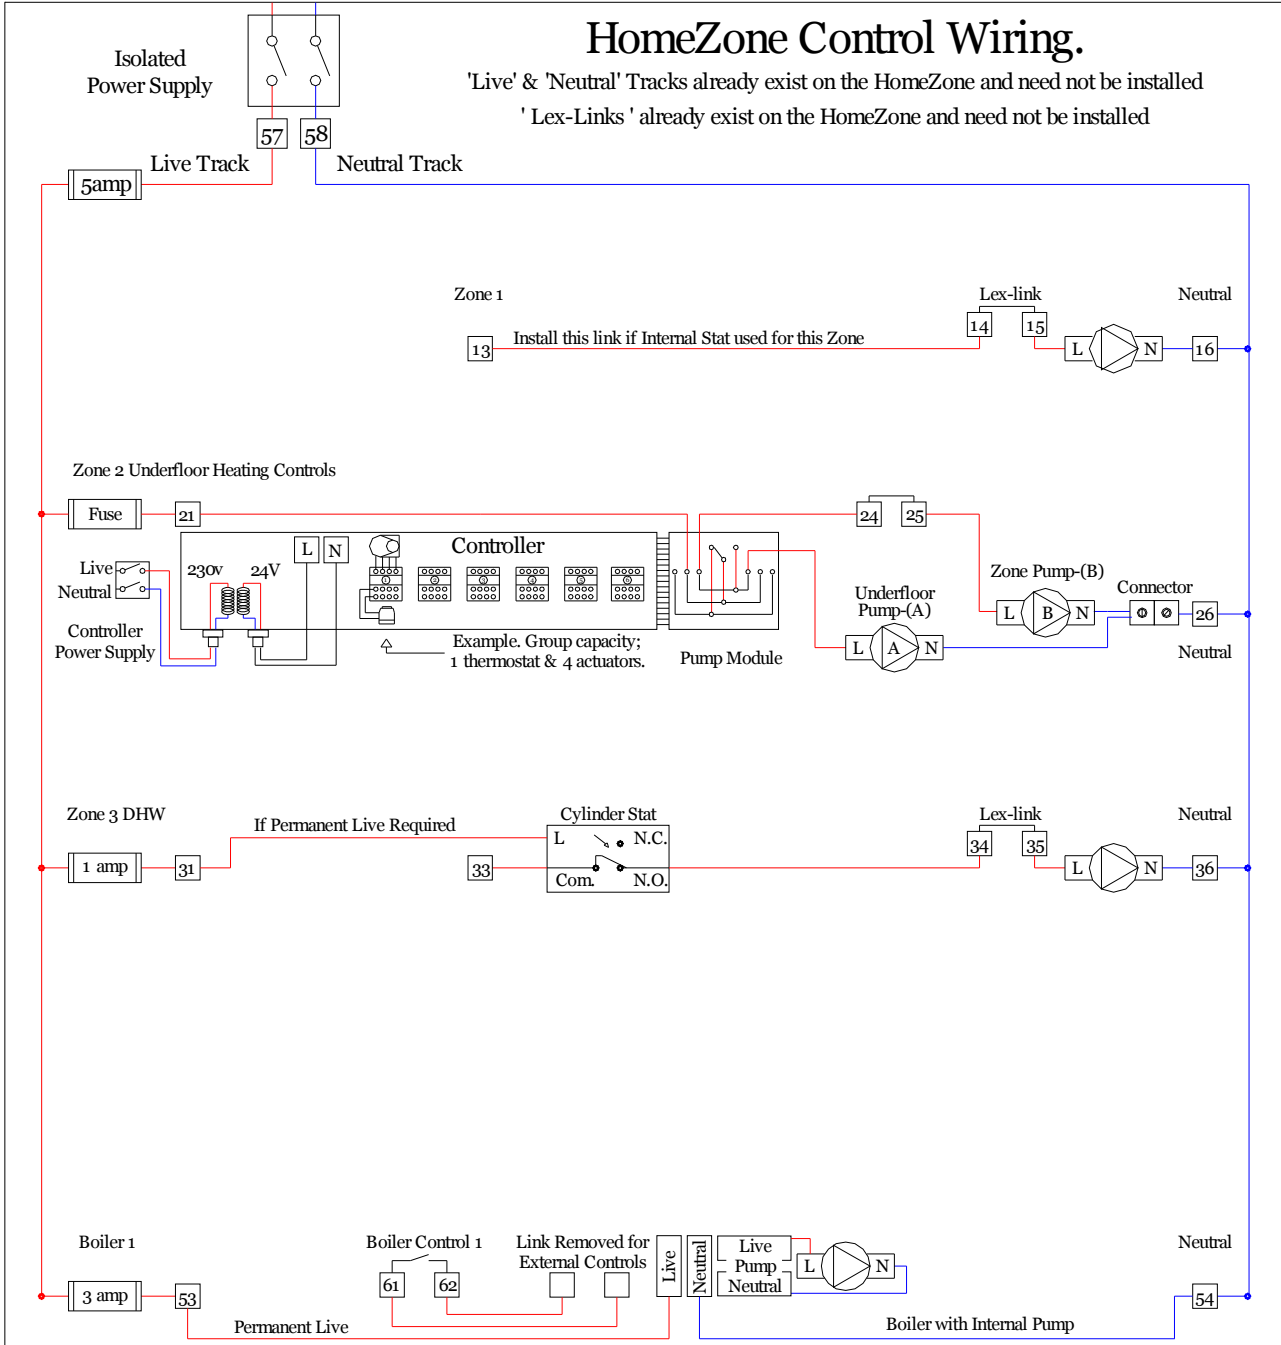 HomeZone Control Wiring.
'Live' & 'Neutral' Tracks already exist on the HomeZone and need not be installed
' Lex-Links ' already exist on the HomeZone and need not be installed
Isolated
Power Supply
57
58
Live Track
Neutral Track
5amp
Zone 1
Lex-link
Neutral
13
Install this link if Internal Stat used for this Zone
14
15
L
N
16
Zone 2 Underfloor Heating Controls
Fuse
21
24
25
Live
Neutral
Controller
Power Supply
230v
24V
L
N
Controller
1
2
3
4
5
6
Example. Group capacity;
1 thermostat & 4 actuators.
Pump Module
Underfloor
Pump-(A)
L
A
N
Zone Pump-(B)
L
B
N
Connector
26
Neutral
Zone 3 DHW
If Permanent Live Required
1 amp
31
33
Cylinder Stat
L
N.C.
Com.
N.O.
Lex-link
34
35
L
N
Neutral
36
Boiler 1
3 amp
53
Permanent Live
Boiler Control 1
61
62
Link Removed for
External Controls
Live
Neutral
Live
Pump
Neutral
L
N
Boiler with Internal Pump
Neutral
54